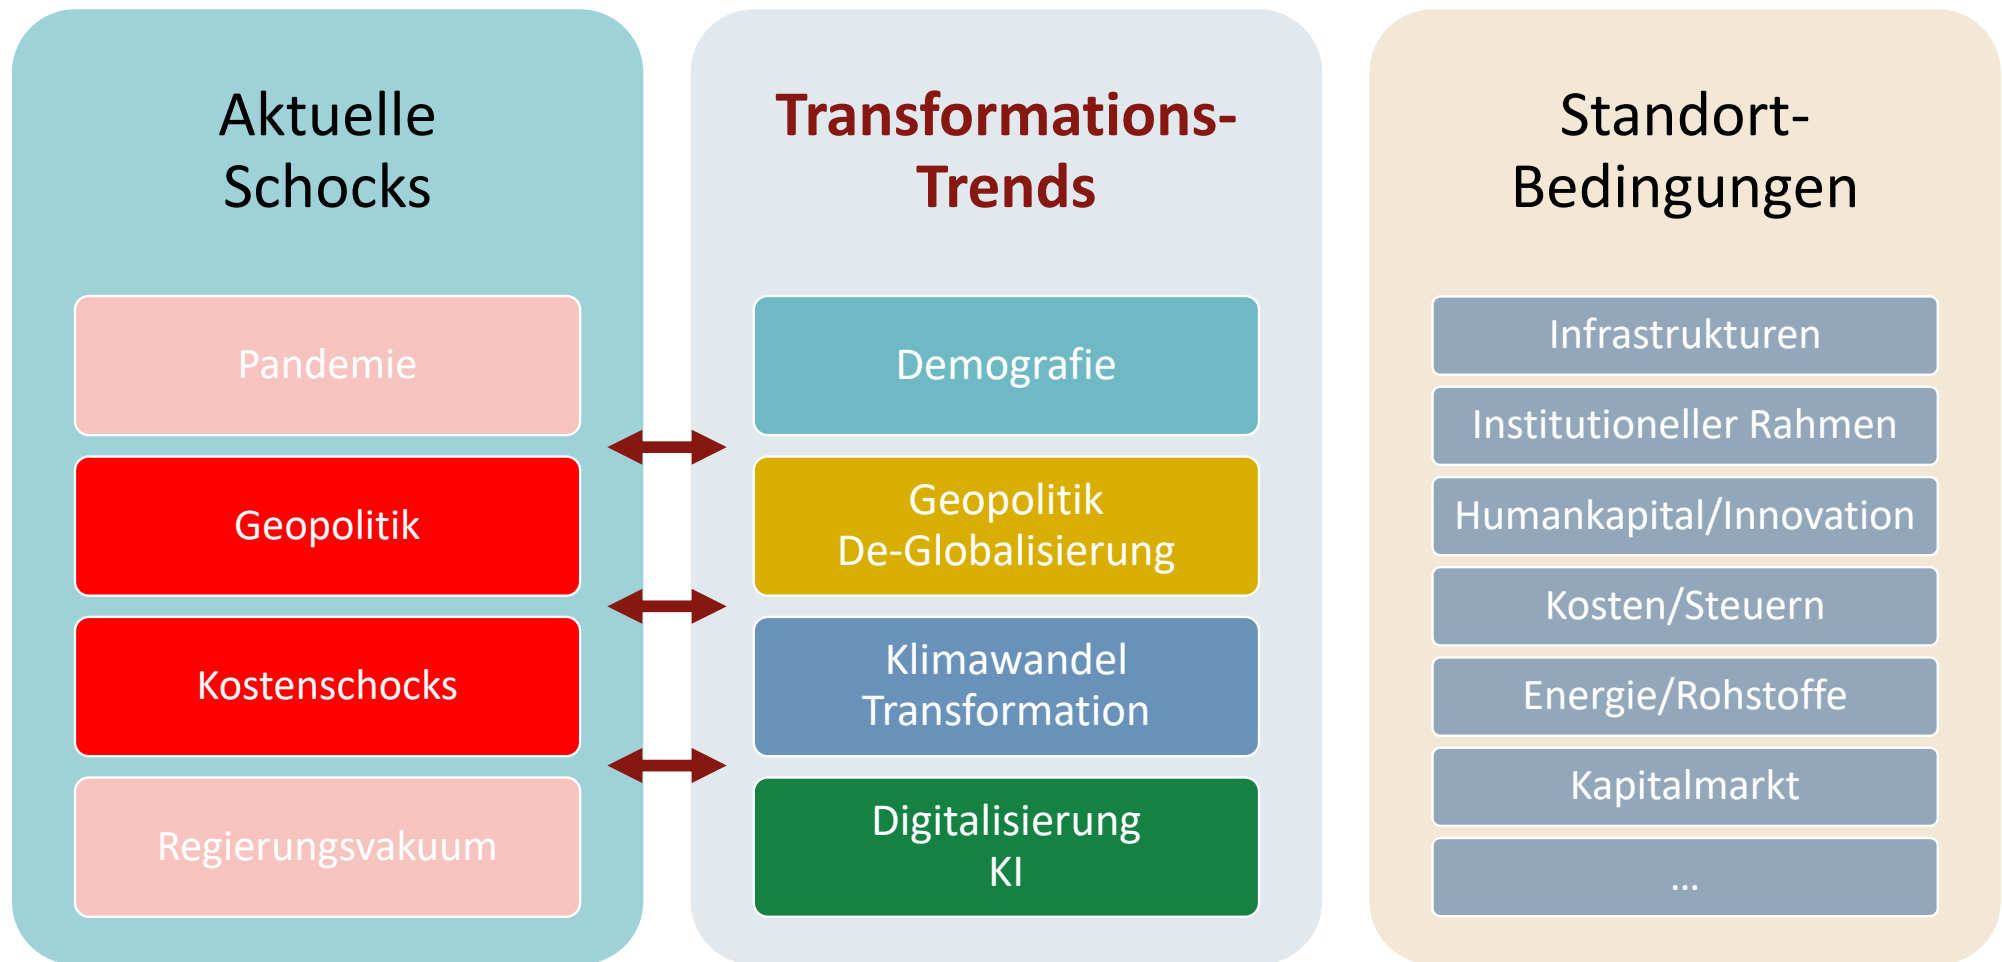 Aktuelle
Schocks
Pandemie
Geopolitik
Kostenschocks
Regierungsvakuum
Transformations-
Trends
Demografie
Geopolitik
De-Globalisierung
Klimawandel
Transformation
Digitalisierung
KI
Standort-
Bedingungen
Infrastrukturen
Institutioneller Rahmen
Humankapital/Innovation
Kosten/Steuern
Energie/Rohstoffe
Kapitalmarkt
...